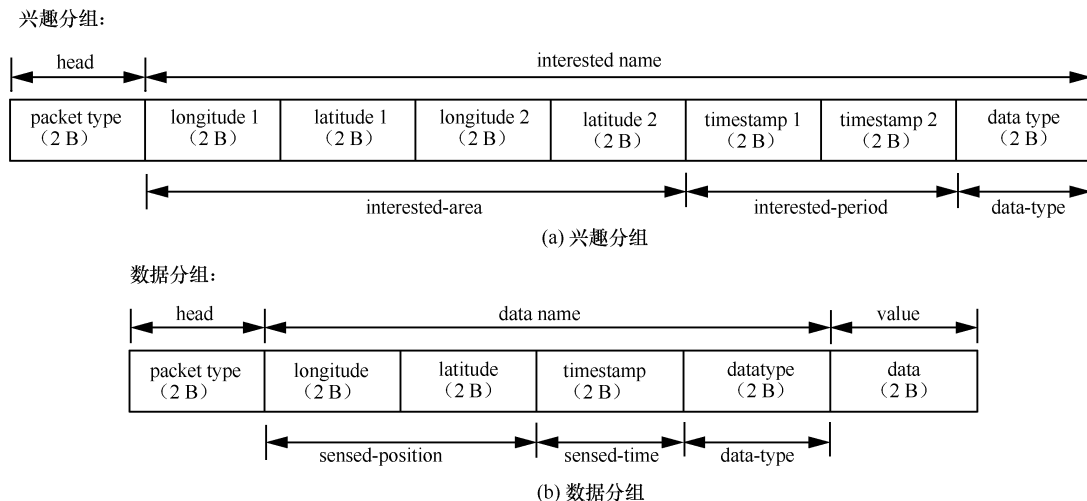 兴趣分组：
head
interested name
packet type
（2 B）
longitude 1
（2 B）
latitude 1
（2 B）
longitude 2
（2 B）
latitude 2
（2 B）
timestamp 1
（2 B）
timestamp 2
（2 B）
data type
（2 B）
interested-area
interested-period
data-type
(a) 兴趣分组
数据分组：
head
data name
value
packet type
（2 B）
longitude
（2 B）
latitude
（2 B）
timestamp
（2 B）
datatype
（2 B）
data
（2 B）
sensed-position
sensed-time
data-type
(b) 数据分组